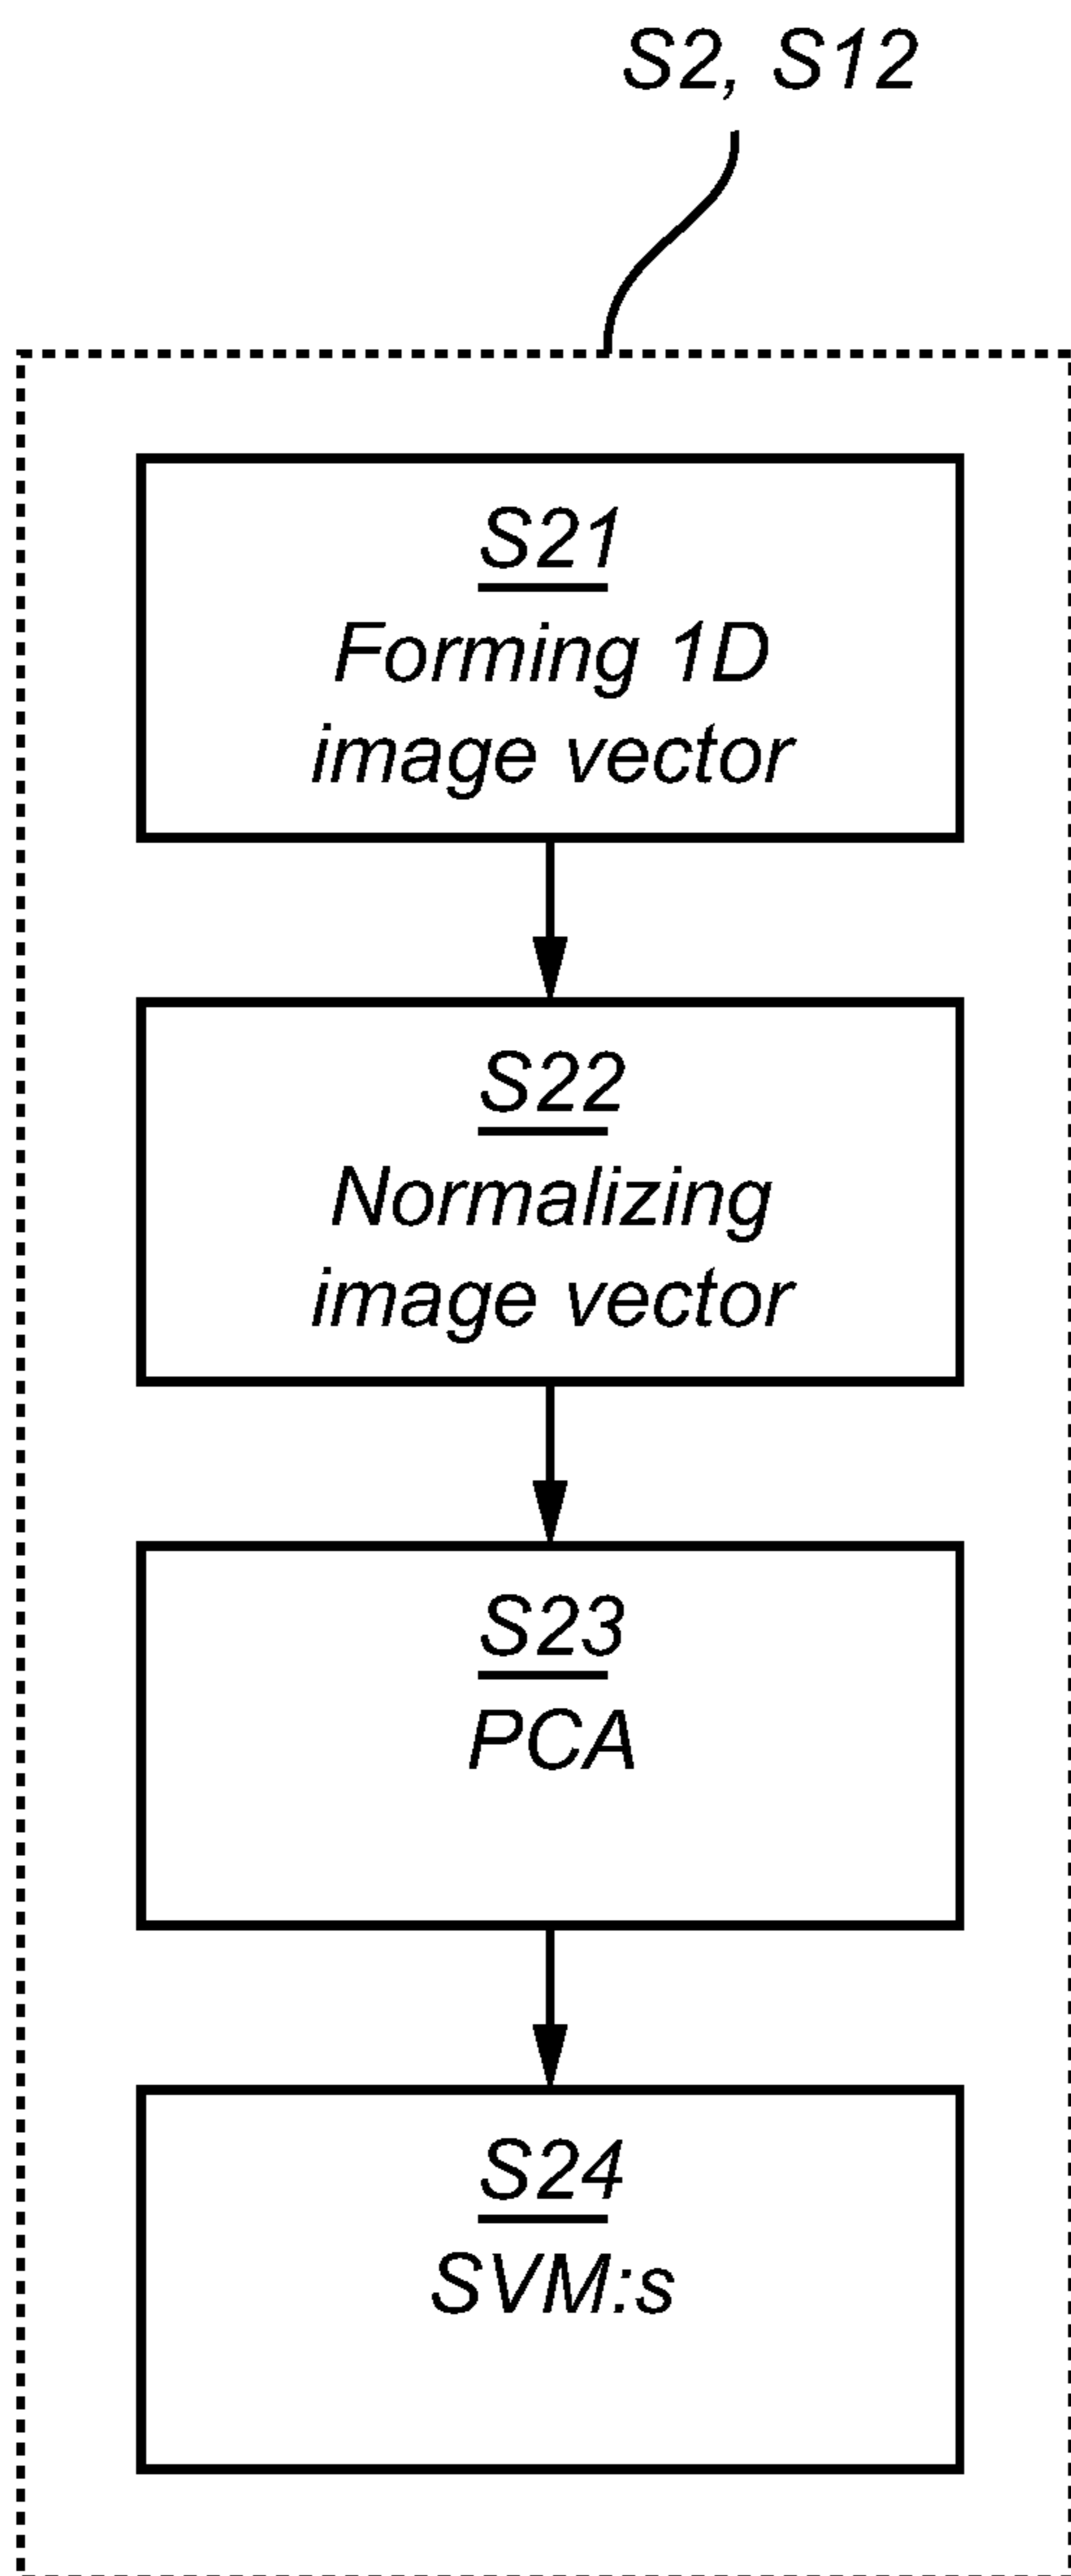 S2, S12
S21
Forming 1D
image vector
S22
Normalizing
image vector
S23
PCA
S24
SVM:s